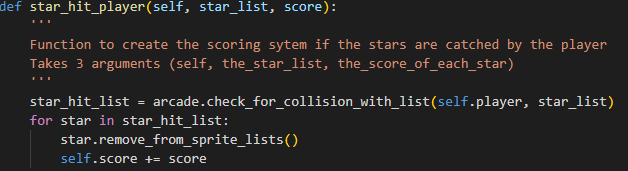 def star_hit_player(self, star_list, score):
    '''
    Function to create the scoring sytem if the stars are catched by the player
    Takes 3 arguments (self, the_star_list, the_score_of_each_star)
    '''
    star_hit_list = arcade.check_for_collision_with_list(self.player, star_list)
    for star in star_hit_list:
        star.remove_from_sprite_lists()
        self.score += score